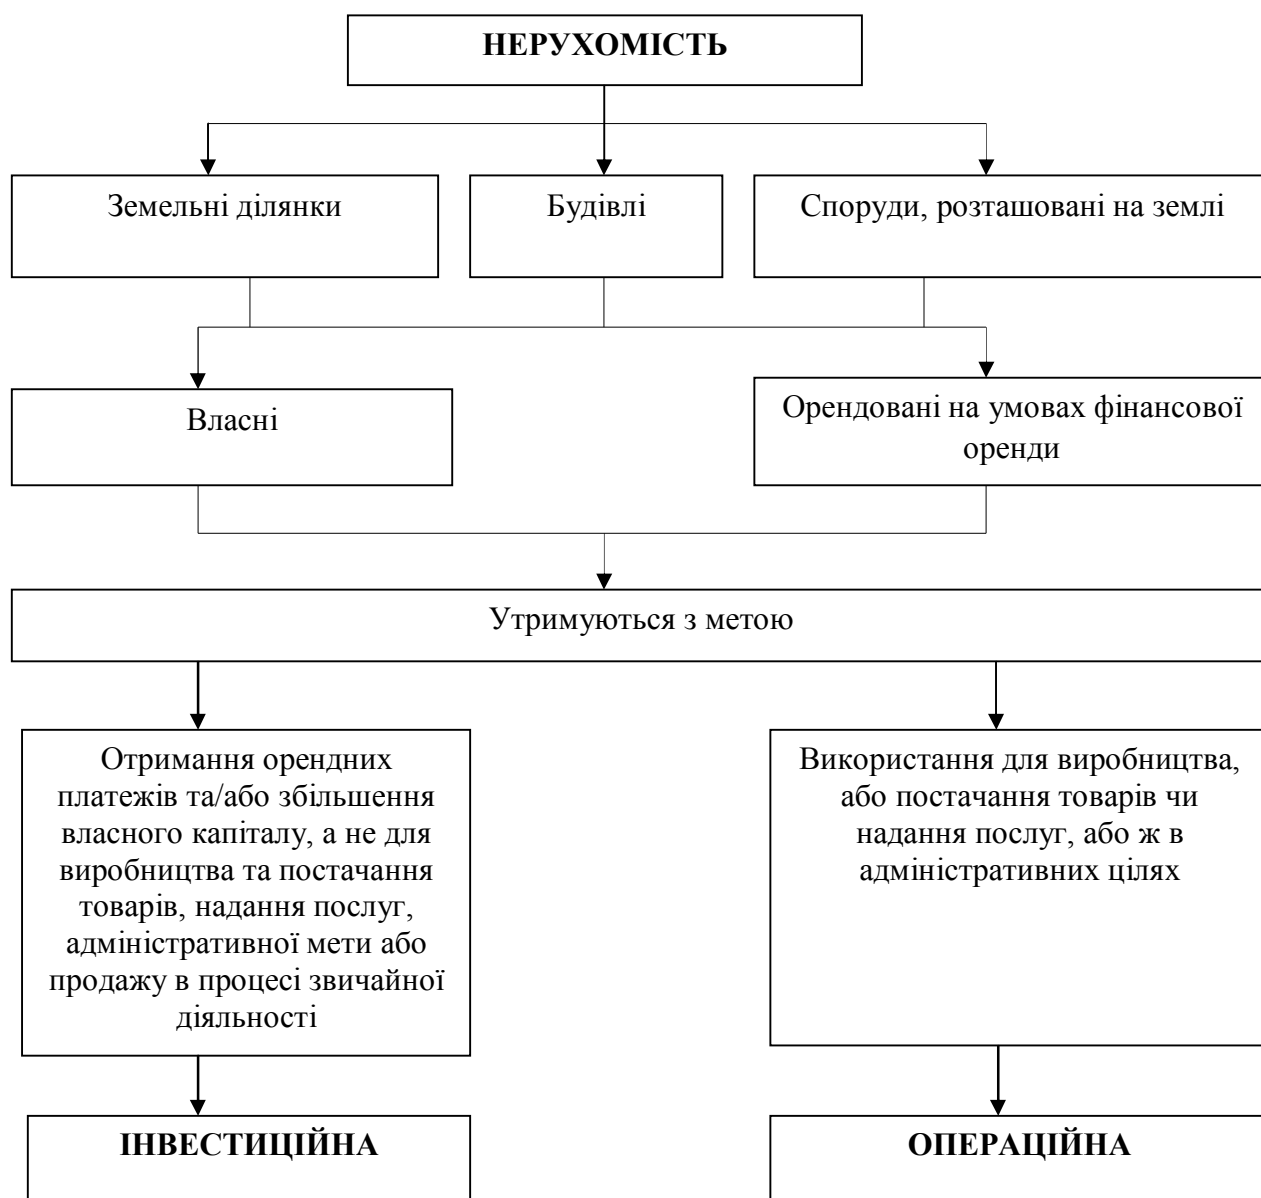 НЕРУХОМІСТЬ
Земельні ділянки
Будівлі
Споруди, розташовані на землі
Власні
Орендовані на умовах фінансової
оренди
Утримуються з метою
Отримання орендних
платежів та/або збільшення
власного капіталу, а не для
виробництва та постачання
товарів, надання послуг,
адміністративної мети або
продажу в процесі звичайної
діяльності
Використання для виробництва,
або постачання товарів чи
надання послуг, або ж в
адміністративних цілях
ІНВЕСТИЦІЙНА
ОПЕРАЦІЙНА